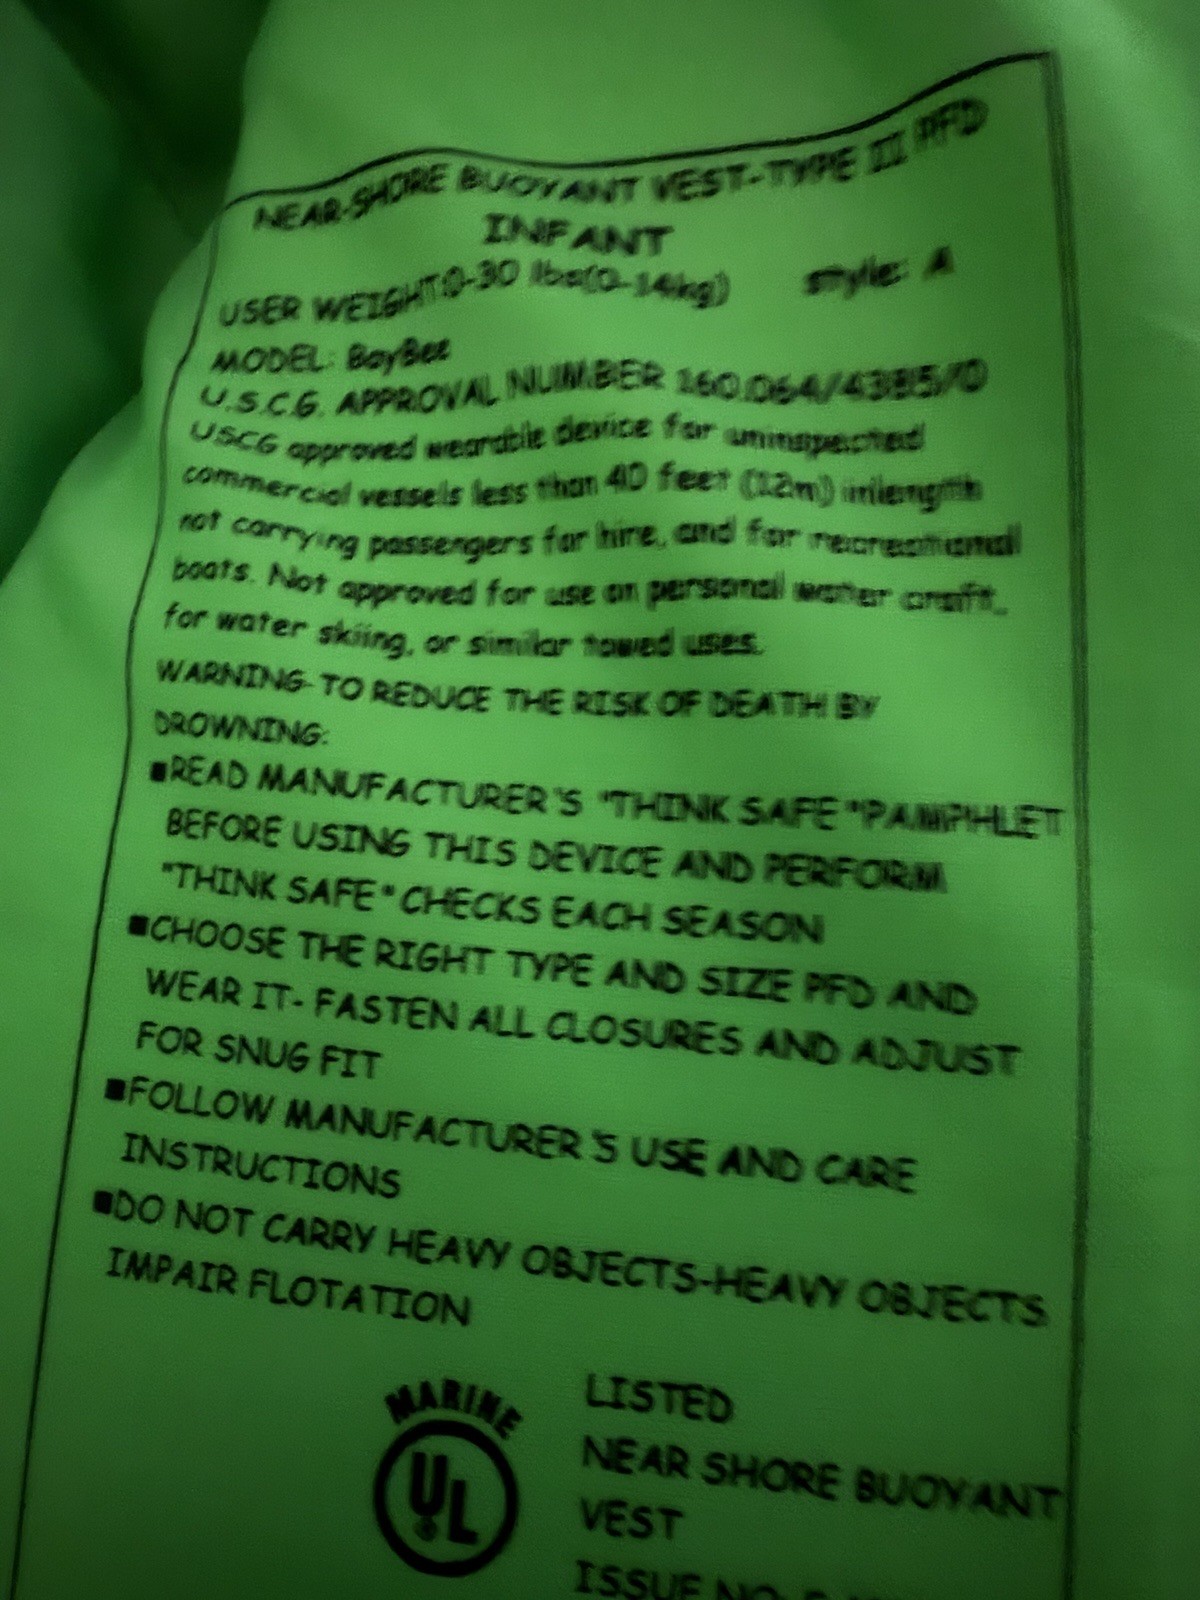 NEAR-SHORE BUOYANT VEST-TYPE II PFD
INFANT
USER WEIGHT:0-30 lbs(0-14kg) style: A
MODEL: BayBee
U.S.C.G. APPROVAL NUMBER 160.064/4385/0
USCG approved wearable device for uninspected
commercial vessels less than 40 feet (12m) inlength
not carrying passengers for hire, and for recreational
boats. Not approved for use on personal water craft,
for water skiing, or similar towed uses.
WARNING- TO REDUCE THE RISK OF DEATH BY
DROWNING:
■READ MANUFACTURER'S "THINK SAFE"PAMPHLET
BEFORE USING THIS DEVICE AND PERFORM
"THINK SAFE" CHECKS EACH SEASON
■CHOOSE THE RIGHT TYPE AND SIZE PFD AND
WEAR IT- FASTEN ALL CLOSURES AND ADJUST
FOR SNUG FIT
■FOLLOW MANUFACTURER'S USE AND CARE
INSTRUCTIONS
■DO NOT CARRY HEAVY OBJECTS-HEAVY OBJECTS
IMPAIR FLOTATION
MARINE
UL®
LISTED
NEAR SHORE BUOYANT
VEST
ISSUE NO: